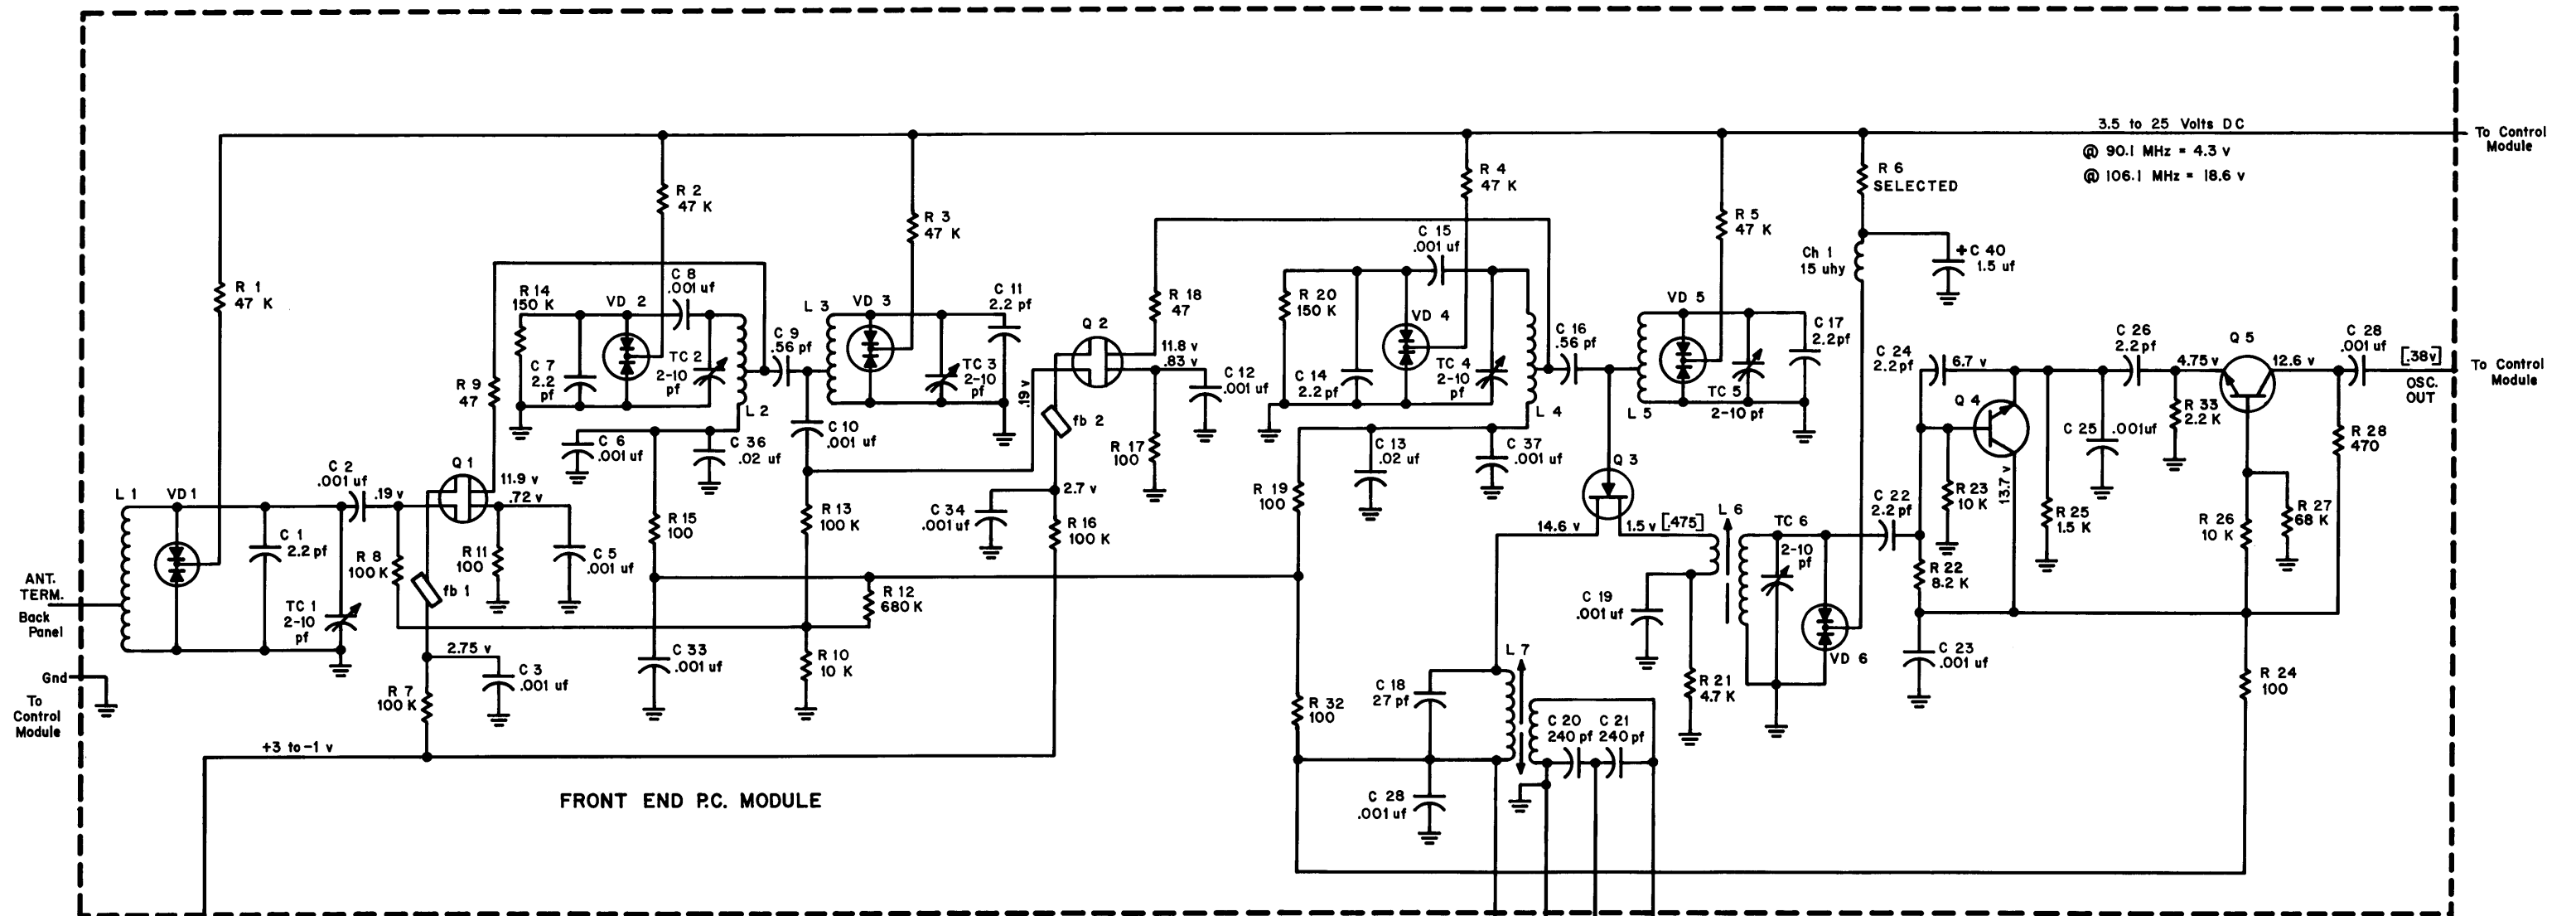 3.5 to 25 Volts DC
@ 90.1 MHz = 4.3 v
@ 106.1 MHz = 18.6 v
To Control
Module
R 1
47 K
R 2
47 K
R 3
47 K
R 4
47 K
R 5
47 K
R 6
SELECTED
Ch 1
15 uhy
+
C 40
1.5 uf
R 14
150 K
VD 2
C 8
.001 uf
C 7
2.2
pf
TC 2
2-10
pf
L 2
R 9
47
C 9
.56 pf
L 3
VD 3
C 11
2.2 pf
TC 3
2-10
pf
C 6
.001 uf
C 36
.02 uf
C 10
.001 uf
Q 2
11.8 v
.83 v
.19 v
fb 2
R 18
47
C 12
.001 uf
R 17
100
R 20
150 K
C 15
.001 uf
VD 4
C 14
2.2 pf
TC 4
2-10
pf
L 4
C 16
.56 pf
VD 5
C 17
2.2pf
L 5
TC 5
2-10 pf
C 13
.02 uf
C 37
.001 uf
R 19
100
Q 3
14.6 v
1.5 v
[.475]
C 24
2.2pf
6.7 v
Q 4
13.7 v
C 26
2.2 pf
4.75 v
Q 5
12.6 v
C 28
.001 uf
[.38v]
OSC.
OUT
To Control
Module
R 33
2.2 K
C 25
.001uf
R 28
470
R 23
10 K
R 25
1.5 K
R 26
10 K
R 27
68 K
C 22
2.2 pf
R 22
8.2 K
C 23
.001 uf
R 24
100
L 1
VD 1
C 2
.001 uf
.19 v
Q 1
11.9 v
.72 v
C 1
2.2 pf
R 8
100 K
R 11
100
C 5
.001 uf
fb 1
TC 1
2-10
pf
ANT.
TERM.
Back
Panel
Gnd
To
Control
Module
2.75 v
C 3
.001 uf
R 7
100 K
+3 to -1 v
R 15
100
R 13
100 K
R 12
680 K
C 33
.001 uf
R 10
10 K
C 34
.001 uf
2.7 v
R 16
100 K
L 6
TC 6
2-10
pf
VD 6
C 19
.001 uf
R 21
4.7 K
L 7
C 18
27 pf
R 32
100
C 20
240 pf
C 21
240 pf
C 28
.001 uf
FRONT END P.C. MODULE